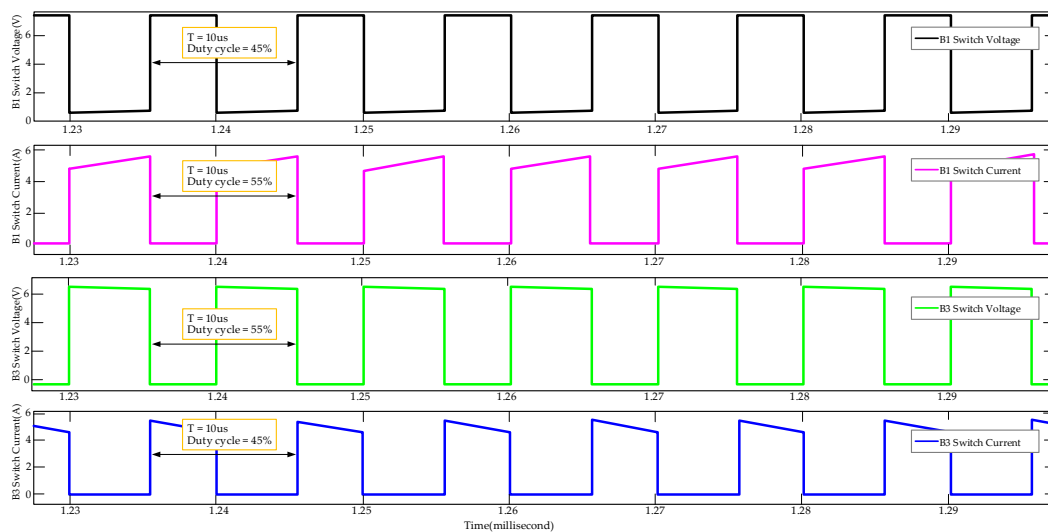 B1 Switch Voltage(V)
6
4
2
0
T = 10us
Duty cycle = 45%
B1 Switch Voltage
1.23
1.24
1.25
1.26
1.27
1.28
1.29
B1 Switch Current(A)
6
4
2
0
T = 10us
Duty cycle = 55%
B1 Switch Current
1.23
1.24
1.25
1.26
1.27
1.28
1.29
B3 Switch Voltage(V)
6
4
2
0
T = 10us
Duty cycle = 55%
B3 Switch Voltage
1.23
1.24
1.25
1.26
1.27
1.28
1.29
B3 Switch Current(A)
6
4
2
0
T = 10us
Duty cycle = 45%
B3 Switch Current
1.23
1.24
1.25
1.26
1.27
1.28
1.29
Time(millisecond)